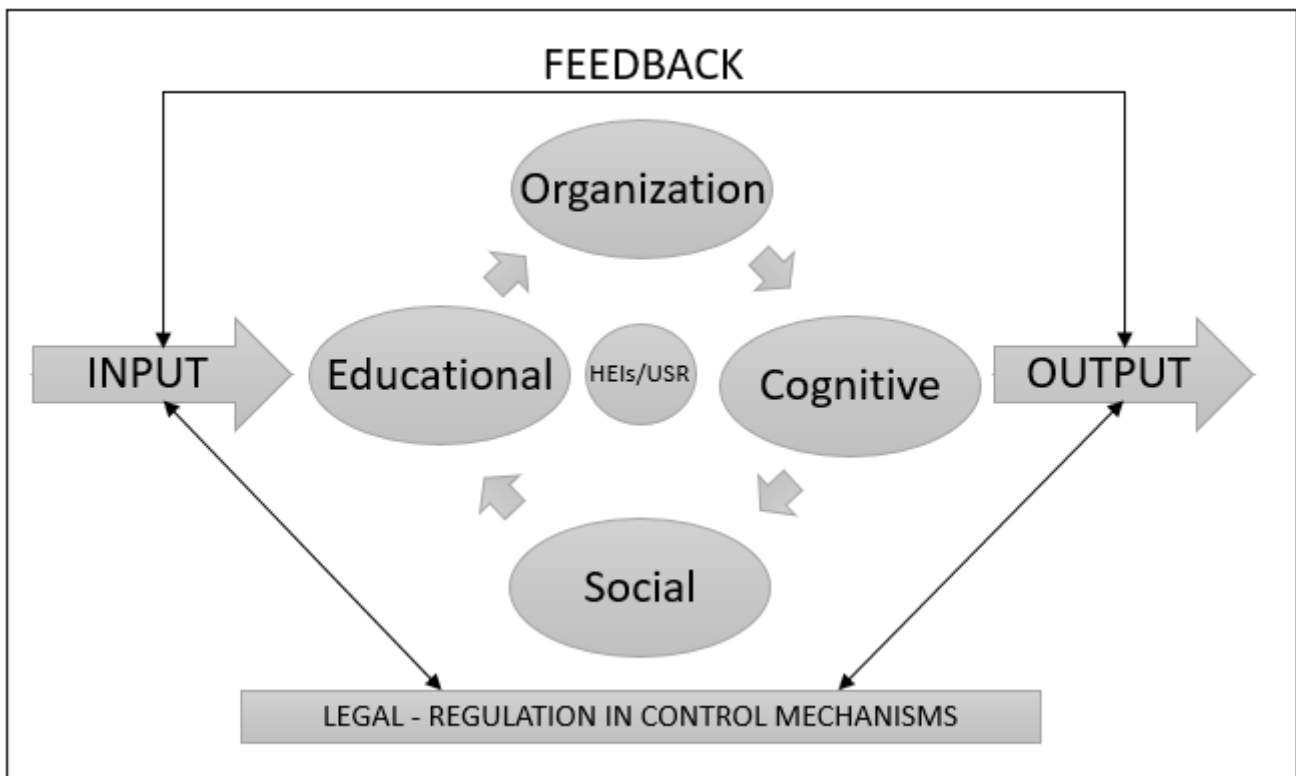 FEEDBACK
Organization
INPUT
Educational
HEIs/USR
Cognitive
OUTPUT
Social
LEGAL - REGULATION IN CONTROL MECHANISMS